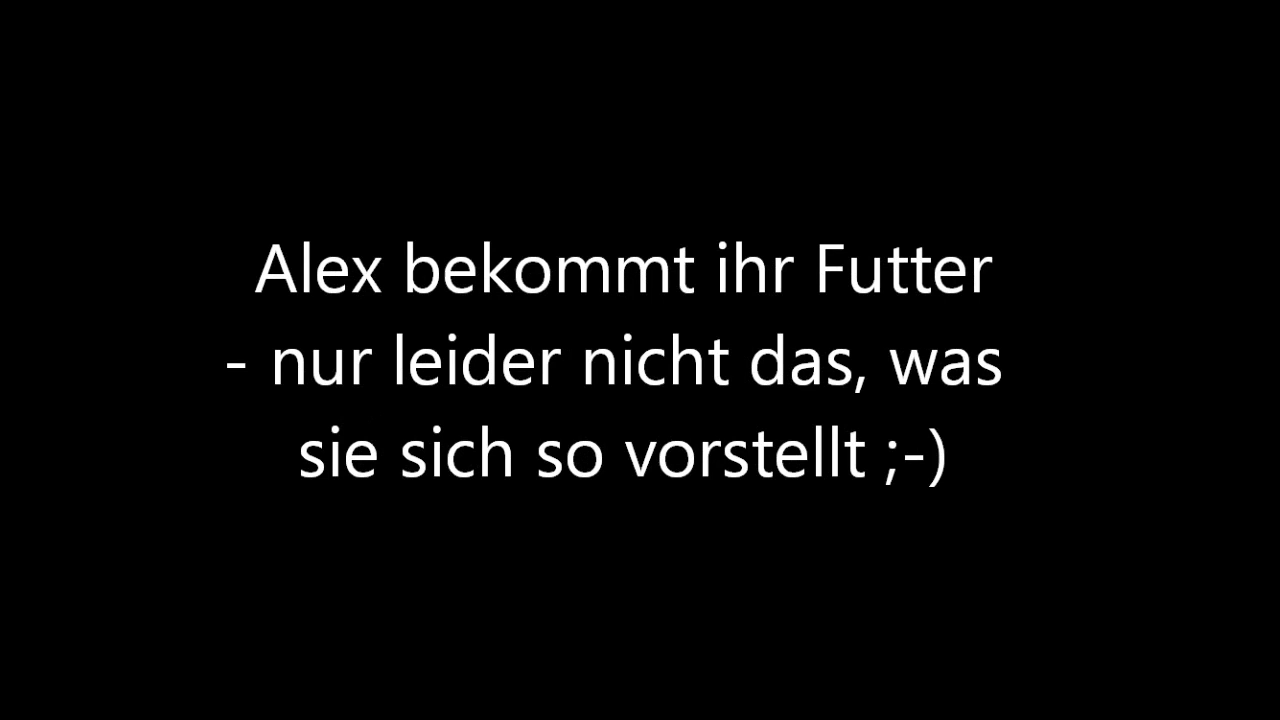 Alex bekommt ihr Futter
- nur leider nicht das, was
sie sich so vorstellt ;-)